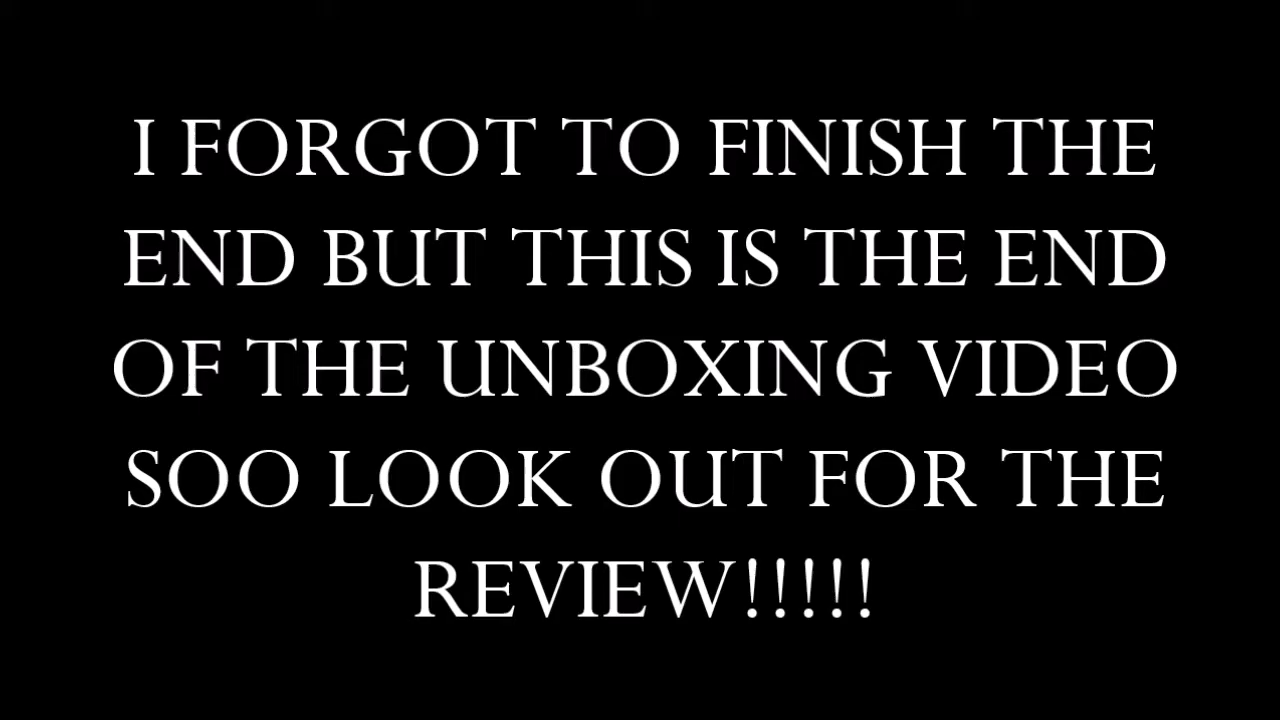 I FORGOT TO FINISH THE
END BUT THIS IS THE END
OF THE UNBOXING VIDEO
SOO LOOK OUT FOR THE
REVIEW!!!!!